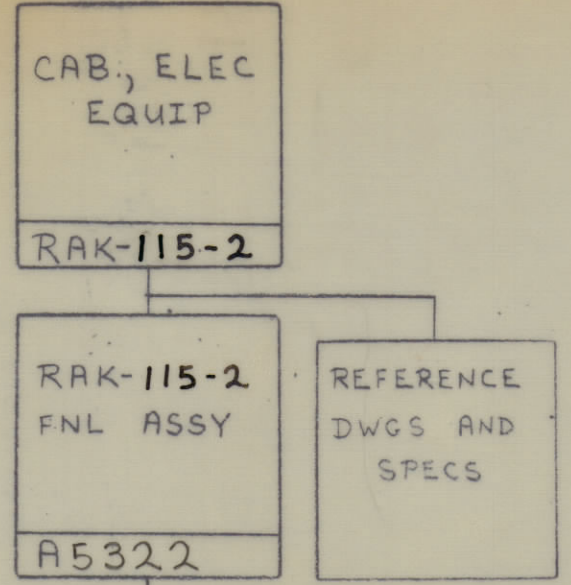 CAB., ELEC
EQUIP
RAK-115-2
RAK-115-2
FNL ASSY
A5322
REFERENCE
DWGS AND
SPECS